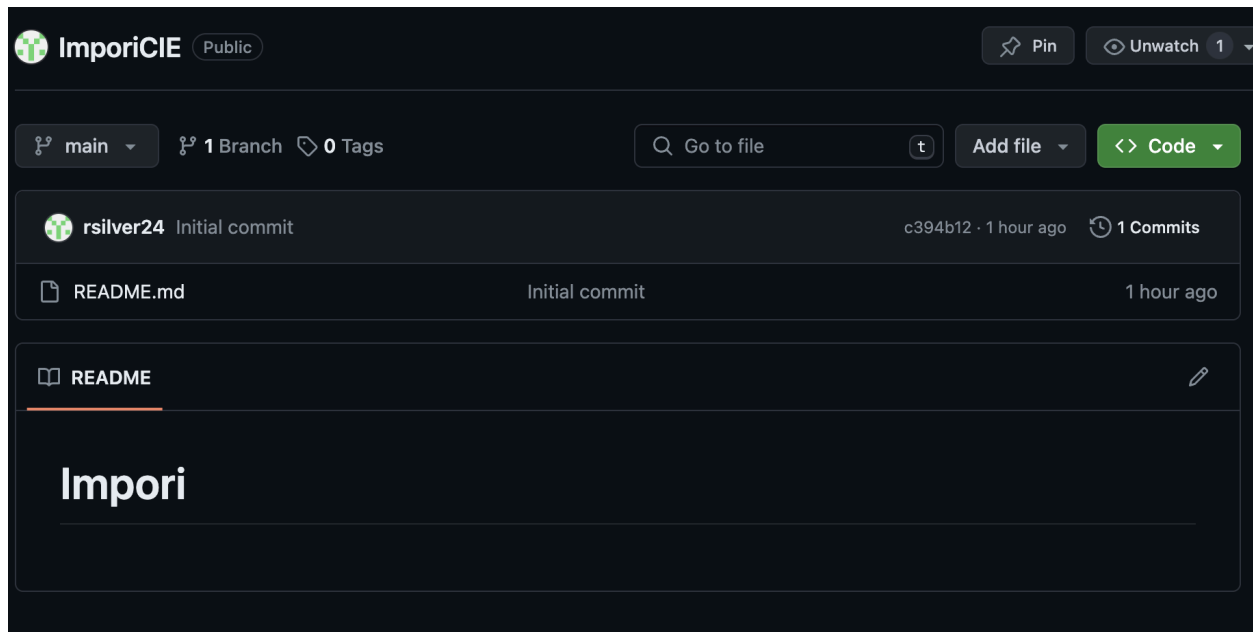 ImporiCIE Public Pin Unwatch 1
main 1 Branch 0 Tags Go to file t Add file Code
rsilver24 Initial commit c394b12 · 1 hour ago 1 Commits
README.md Initial commit 1 hour ago
README
Impori